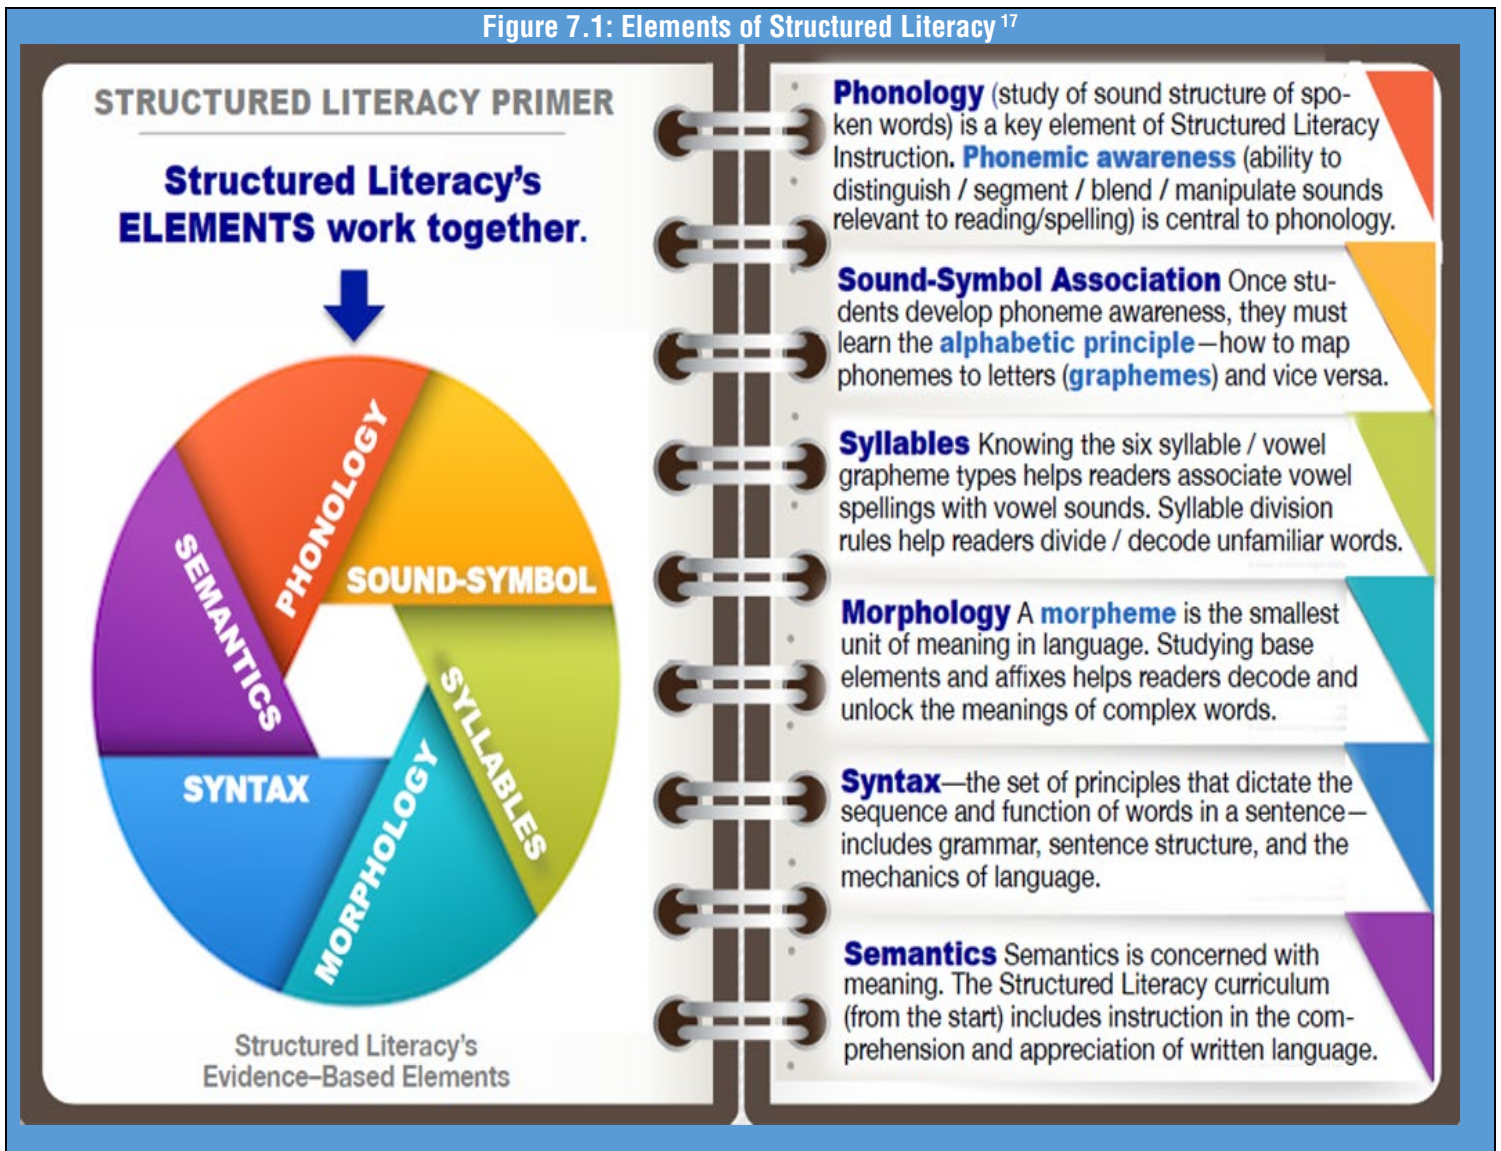 Figure 7.1: Elements of Structured Literacy 17
STRUCTURED LITERACY PRIMER
Structured Literacy's
ELEMENTS work together.
PHONOLOGY
SOUND-SYMBOL
SYLLABLES
MORPHOLOGY
SYNTAX
SEMANTICS
Structured Literacy's
Evidence–Based Elements
Phonology (study of sound structure of spo-
ken words) is a key element of Structured Literacy
Instruction. Phonemic awareness (ability to
distinguish / segment / blend / manipulate sounds
relevant to reading/spelling) is central to phonology.
Sound-Symbol Association Once stu-
dents develop phoneme awareness, they must
learn the alphabetic principle—how to map
phonemes to letters (graphemes) and vice versa.
Syllables Knowing the six syllable / vowel
grapheme types helps readers associate vowel
spellings with vowel sounds. Syllable division
rules help readers divide / decode unfamiliar words.
Morphology A morpheme is the smallest
unit of meaning in language. Studying base
elements and affixes helps readers decode and
unlock the meanings of complex words.
Syntax—the set of principles that dictate the
sequence and function of words in a sentence—
includes grammar, sentence structure, and the
mechanics of language.
Semantics Semantics is concerned with
meaning. The Structured Literacy curriculum
(from the start) includes instruction in the com-
prehension and appreciation of written language.